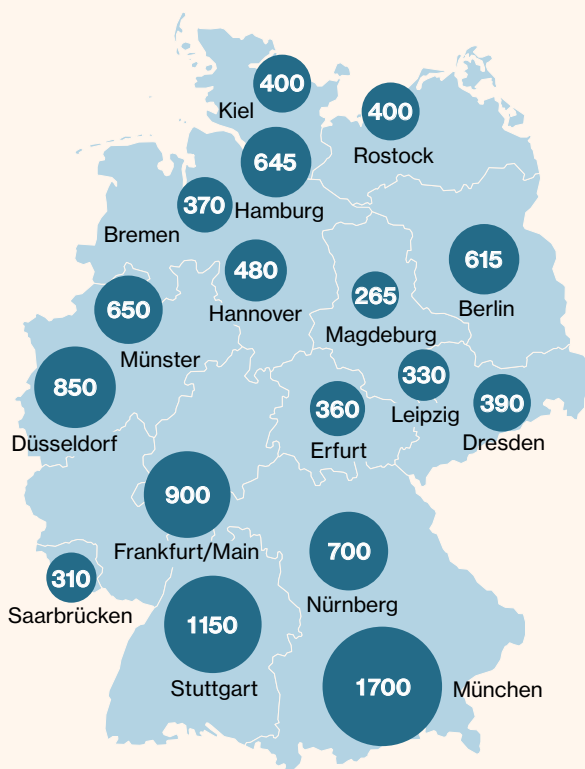 400
Kiel
400
Rostock
645
Hamburg
370
Bremen
480
Hannover
615
Berlin
265
Magdeburg
650
Münster
850
Düsseldorf
330
Leipzig
390
Dresden
360
Erfurt
900
Frankfurt/Main
700
Nürnberg
310
Saarbrücken
1150
Stuttgart
1700
München